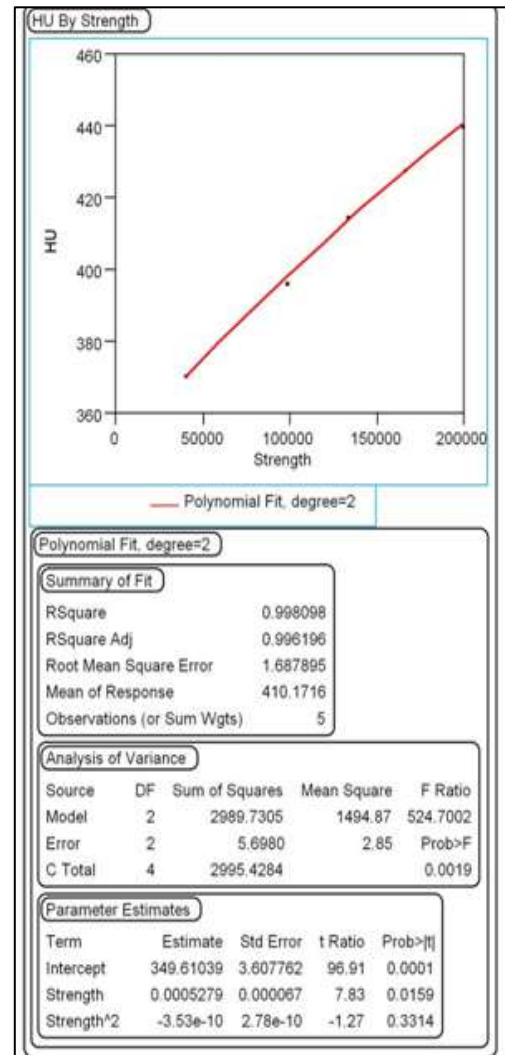 HU By Strength
460
440
420
400
380
360
HU
0 50000 100000 150000 200000
Strength
Polynomial Fit, degree=2
Polynomial Fit, degree=2
Summary of Fit
RSquare 0.998098
RSquare Adj 0.996196
Root Mean Square Error 1.687895
Mean of Response 410.1716
Observations (or Sum Wgts) 5
Analysis of Variance
Source DF Sum of Squares Mean Square F Ratio
Model 2 2989.7305 1494.87 524.7002
Error 2 5.6980 2.85 Prob>F
C Total 4 2995.4284 0.0019
Parameter Estimates
Term Estimate Std Error t Ratio Prob>|t|
Intercept 349.61039 3.607762 96.91 0.0001
Strength 0.0005279 0.000067 7.83 0.0159
Strength^2 -3.53e-10 2.78e-10 -1.27 0.3314